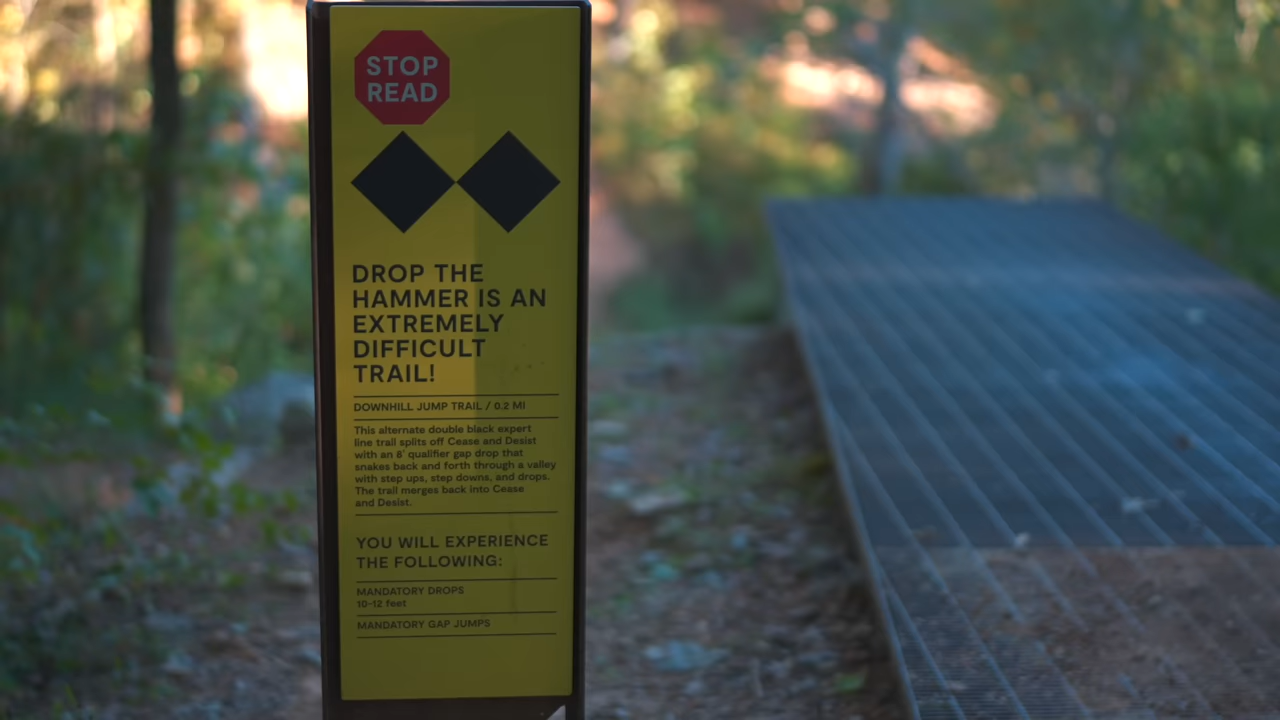 STOP
READ
DROP THE
HAMMER IS AN
EXTREMELY
DIFFICULT
TRAIL!
DOWNHILL JUMP TRAIL / 0.2 MI
This alternate double black expert
line trail splits off Cease and Desist
with an 8' qualifier gap drop that
snakes back and forth through a valley
with step ups, step downs, and drops.
The trail merges back into Cease
and Desist.
YOU WILL EXPERIENCE
THE FOLLOWING:
MANDATORY DROPS
10-12 feet
MANDATORY GAP JUMPS